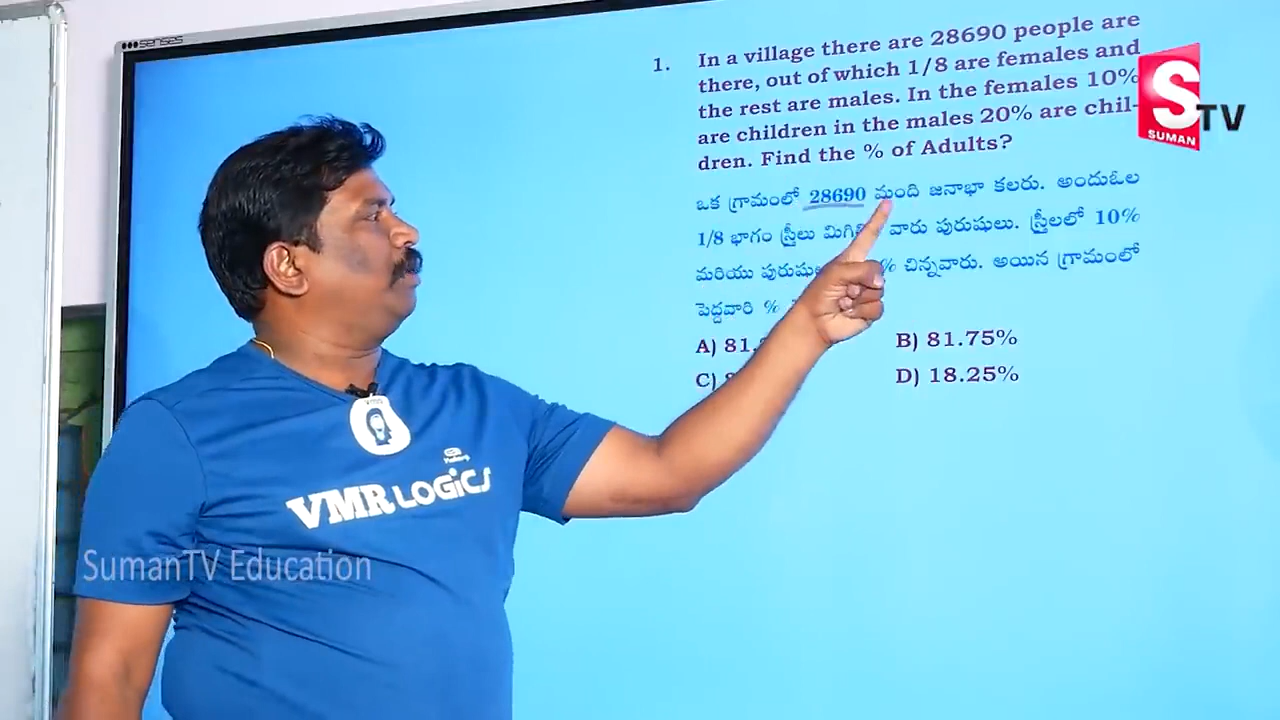 senses
1. In a village there are 28690 people are
there, out of which 1/8 are females and
the rest are males. In the females 10%
are children in the males 20% are chil-
dren. Find the % of Adults?
ఒక గ్రామంలో 28690 మంది జనాభా కలరు. అందుఓల
1/8 భాగం స్త్రీలు వారు పురుషులు. స్త్రీలలో 10%
మరియు % చిన్నవారు. అయిన గ్రామంలో
పెద్దవారి %
A) 81. B) 81.75%
C) D) 18.25%
S TV
SUMAN
VMR LOGICS
SumanTV Education